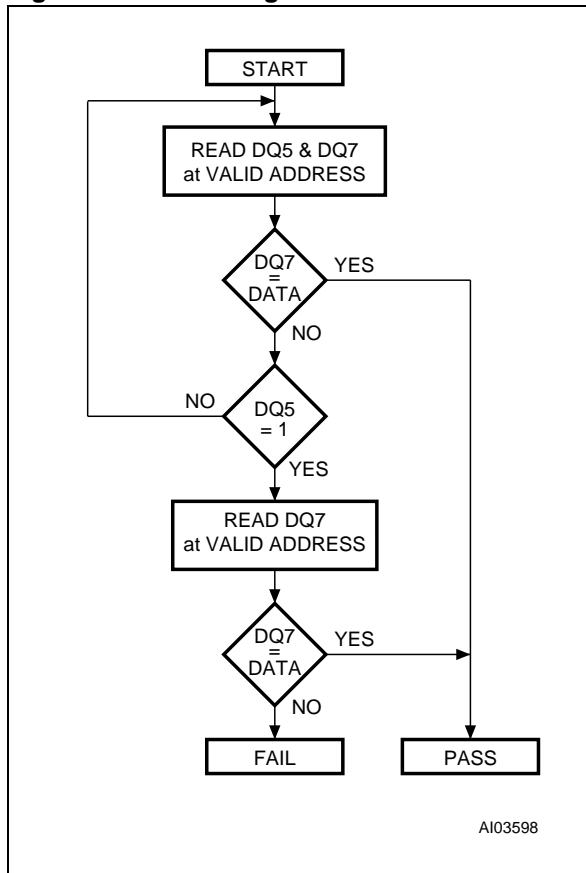 START
READ DQ5 & DQ7
at VALID ADDRESS
DQ7
=
DATA
YES
NO
DQ5
= 1
NO
YES
READ DQ7
at VALID ADDRESS
DQ7
=
DATA
YES
NO
FAIL
PASS
AI03598